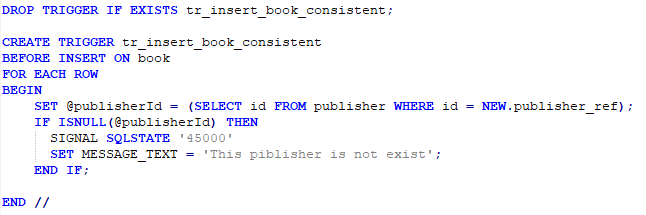 DROP TRIGGER IF EXISTS tr_insert_book_consistent;
CREATE TRIGGER tr_insert_book_consistent
BEFORE INSERT ON book
FOR EACH ROW
BEGIN
SET @publisherId = (SELECT id FROM publisher WHERE id = NEW.publisher_ref);
IF ISNULL(@publisherId) THEN
SIGNAL SQLSTATE '45000'
SET MESSAGE_TEXT = 'This piblisher is not exist';
END IF;
END //